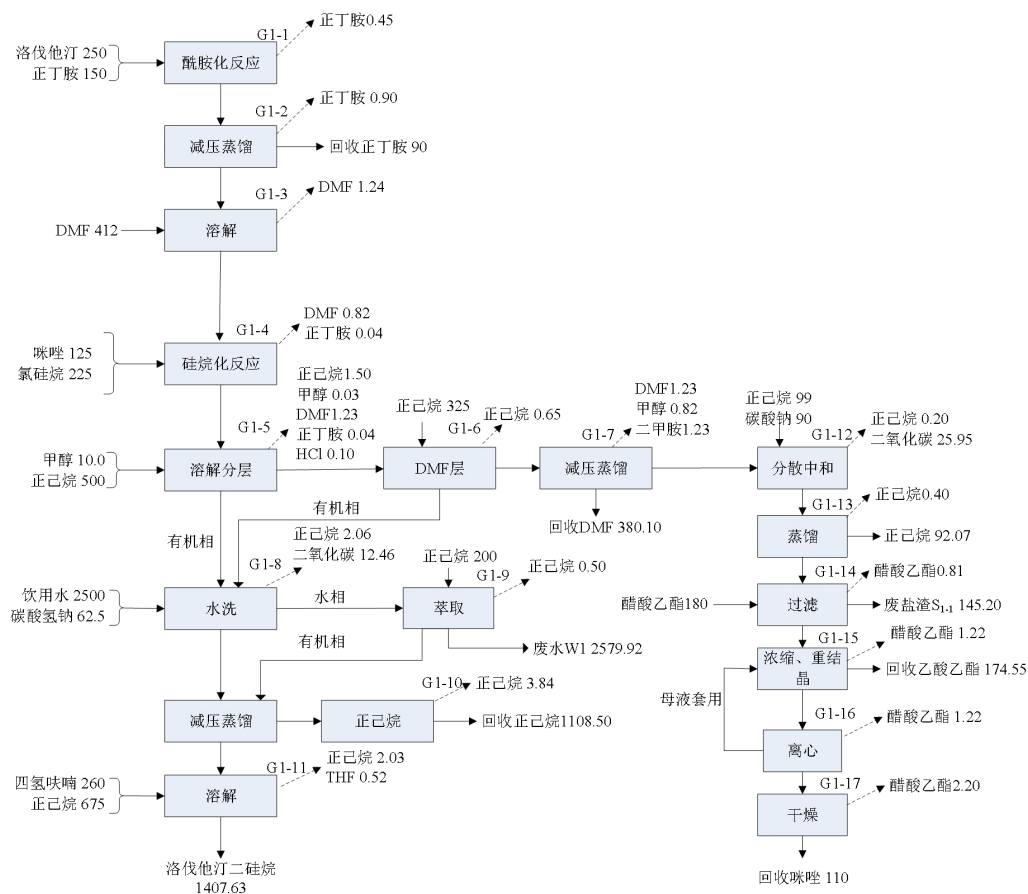 正丁胺0.45
G1-1
洛伐他汀 250
正丁胺 150
酰胺化反应
正丁胺 0.90
G1-2
减压蒸馏
回收正丁胺 90
DMF 1.24
G1-3
DMF 412
溶解
DMF 0.82
正丁胺 0.04
G1-4
咪唑 125
氯硅烷 225
硅烷化反应
正己烷1.50
甲醇 0.03
DMF1.23
正丁胺 0.04
HCl 0.10
G1-5
甲醇 10.0
正己烷 500
溶解分层
正己烷 325
正己烷 0.65
G1-6
DMF层
DMF1.23
甲醇 0.82
二甲胺1.23
G1-7
减压蒸馏
回收DMF 380.10
正己烷 99
碳酸钠 90
正己烷 0.20
二氧化碳 25.95
G1-12
分散中和
有机相
有机相
正己烷 2.06
二氧化碳 12.46
G1-8
饮用水 2500
碳酸氢钠 62.5
水洗
水相
正己烷 200
正己烷 0.50
G1-9
萃取
废水W1 2579.92
有机相
正己烷0.40
G1-13
蒸馏
正己烷 92.07
G1-14
醋酸乙酯0.81
醋酸乙酯180
过滤
废盐渣S1-1 145.20
G1-15
醋酸乙酯 1.22
浓缩、重结
晶
回收乙酸乙酯 174.55
母液套用
G1-16
醋酸乙酯 1.22
离心
G1-17
醋酸乙酯2.20
干燥
回收咪唑 110
减压蒸馏
G1-10
正己烷 3.84
正己烷
回收正己烷1108.50
正己烷 2.03
THF 0.52
G1-11
四氢呋喃 260
正己烷 675
溶解
洛伐他汀二硅烷
1407.63